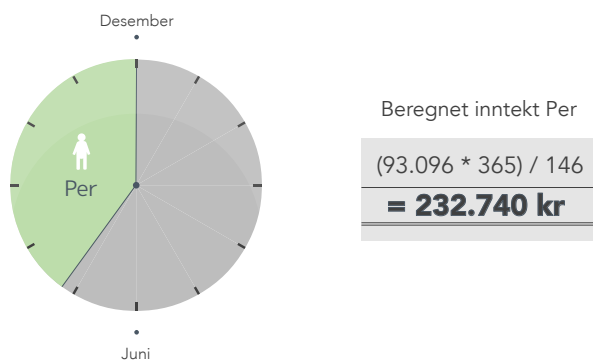 Desember
Per
Juni
Beregnet inntekt Per
(93.096 * 365) / 146
= 232.740 kr